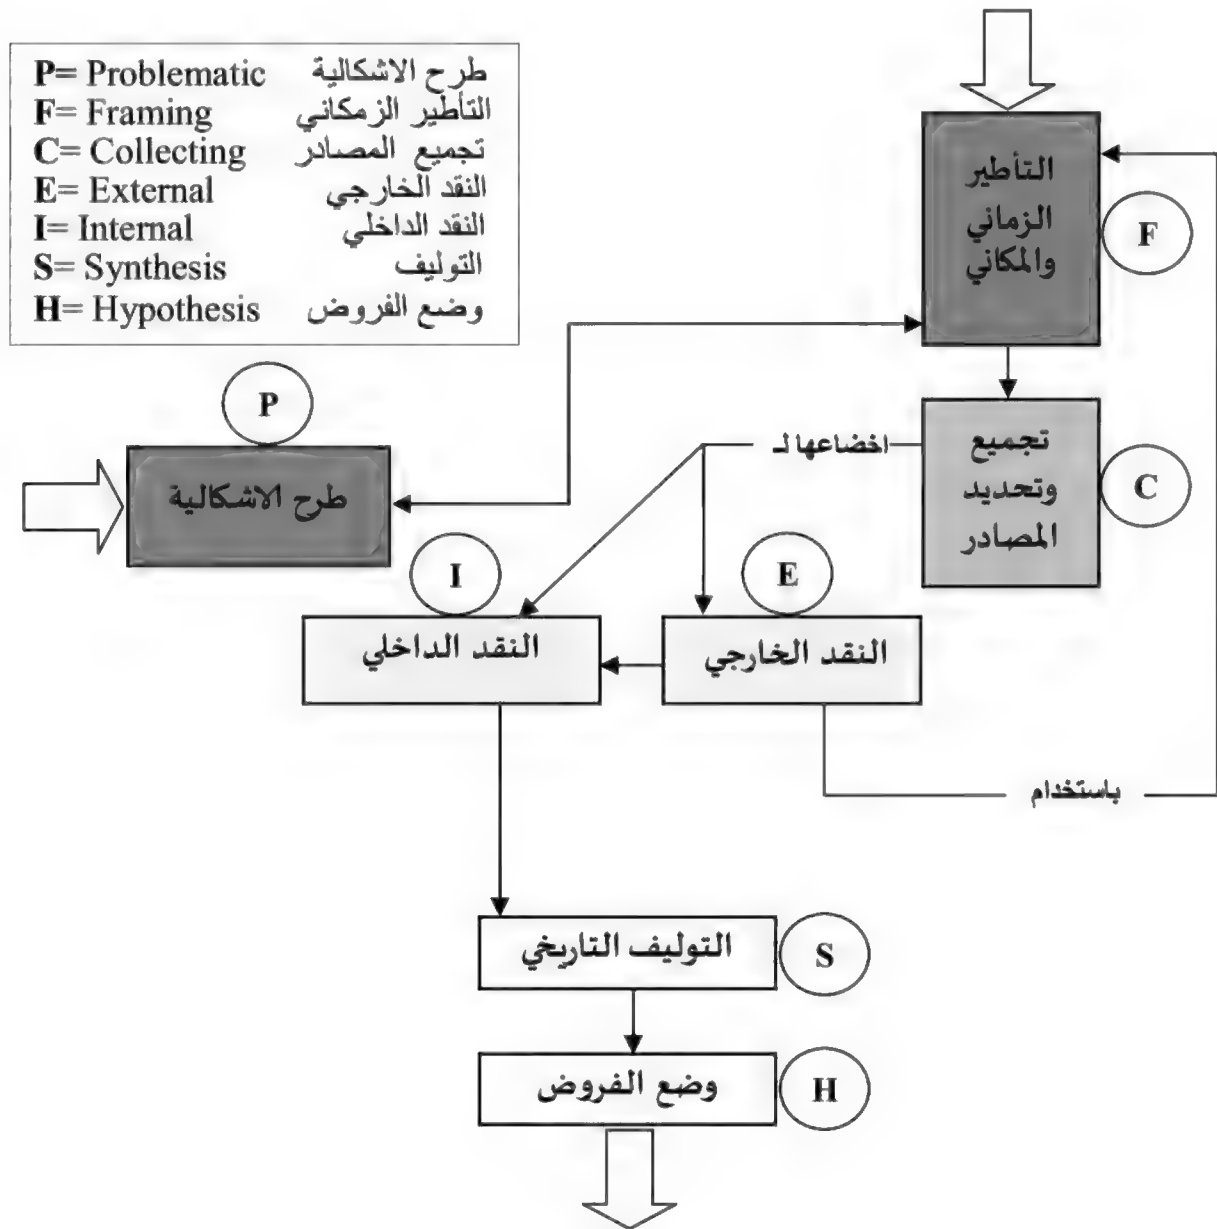 P= Problematic طرح الاشكالية
F= Framing التأطير الزمكاني
C= Collecting تجميع المصادر
E= External النقد الخارجي
I= Internal النقد الداخلي
S= Synthesis التوليف
H= Hypothesis وضع الفروض
التأطير
الزماني
والمكاني
F
P
طرح الاشكالية
اخضاعها لـ
تجميع
وتحديد
المصادر
C
I
E
النقد الداخلي
النقد الخارجي
باستخدام
التوليف التاريخي
S
وضع الفروض
H